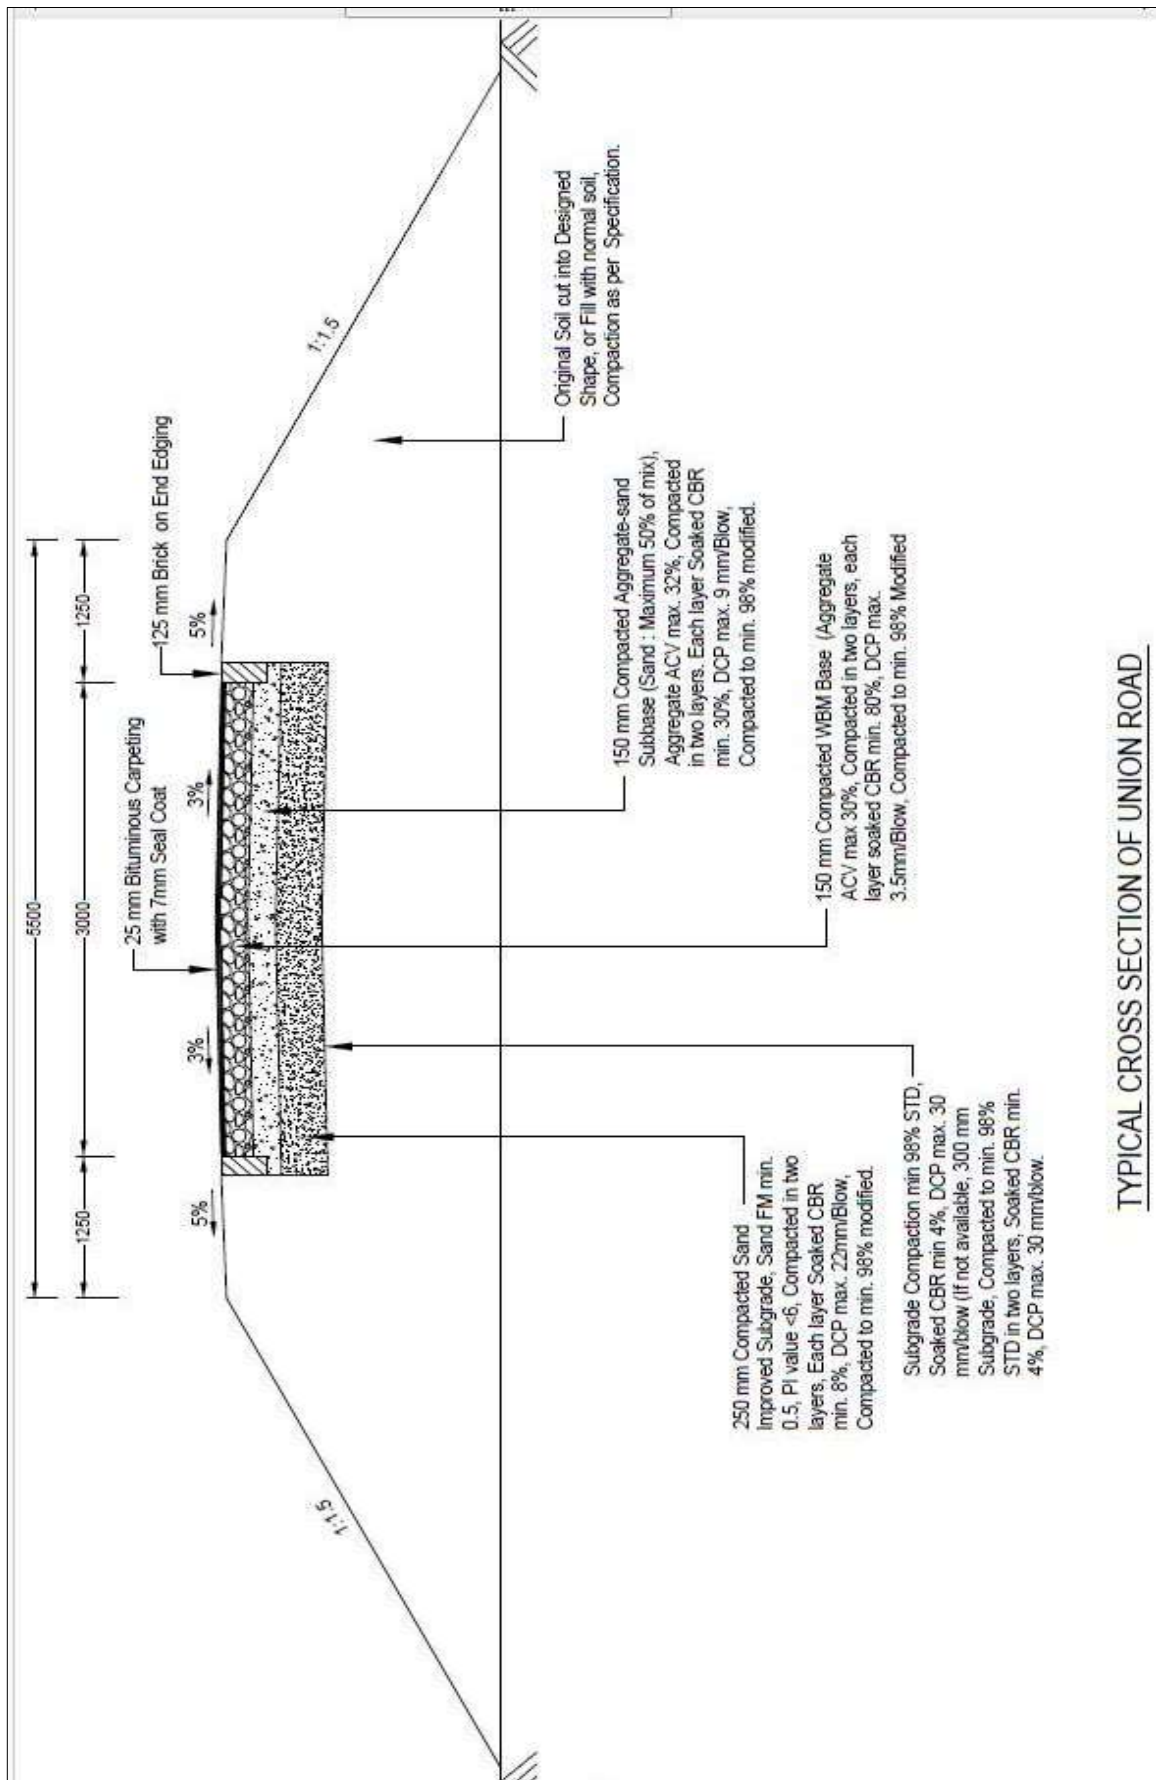 5500
1250
3000
1250
25 mm Bituminous Carpeting
with 7mm Seal Coat
125 mm Brick on End Edging
5%
3%
3%
5%
1:1.5
1:1.5
Original Soil cut into Designed
Shape, or Fill with normal soil,
Compaction as per Specification.
150 mm Compacted Aggregate-sand
Subbase (Sand : Maximum 50% of mix),
Aggregate ACV max. 32%, Compacted
in two layers. Each layer Soaked CBR
min. 30%, DCP max. 9 mm/Blow,
Compacted to min. 98% modified.
150 mm Compacted WBM Base (Aggregate
ACV max 30%, Compacted in two layers, each
layer soaked CBR min. 80%, DCP max.
3.5mm/Blow, Compacted to min. 98% Modified
250 mm Compacted Sand
Improved Subgrade, Sand FM min.
0.5, PI value <6, Compacted in two
layers, Each layer Soaked CBR
min. 8%, DCP max. 22mm/Blow,
Compacted to min. 98% modified.
Subgrade Compaction min 98% STD,
Soaked CBR min 4%, DCP max. 30
mm/blow (If not available, 300 mm
Subgrade, Compacted to min. 98%
STD in two layers, Soaked CBR min.
4%, DCP max. 30 mm/blow.
TYPICAL CROSS SECTION OF UNION ROAD